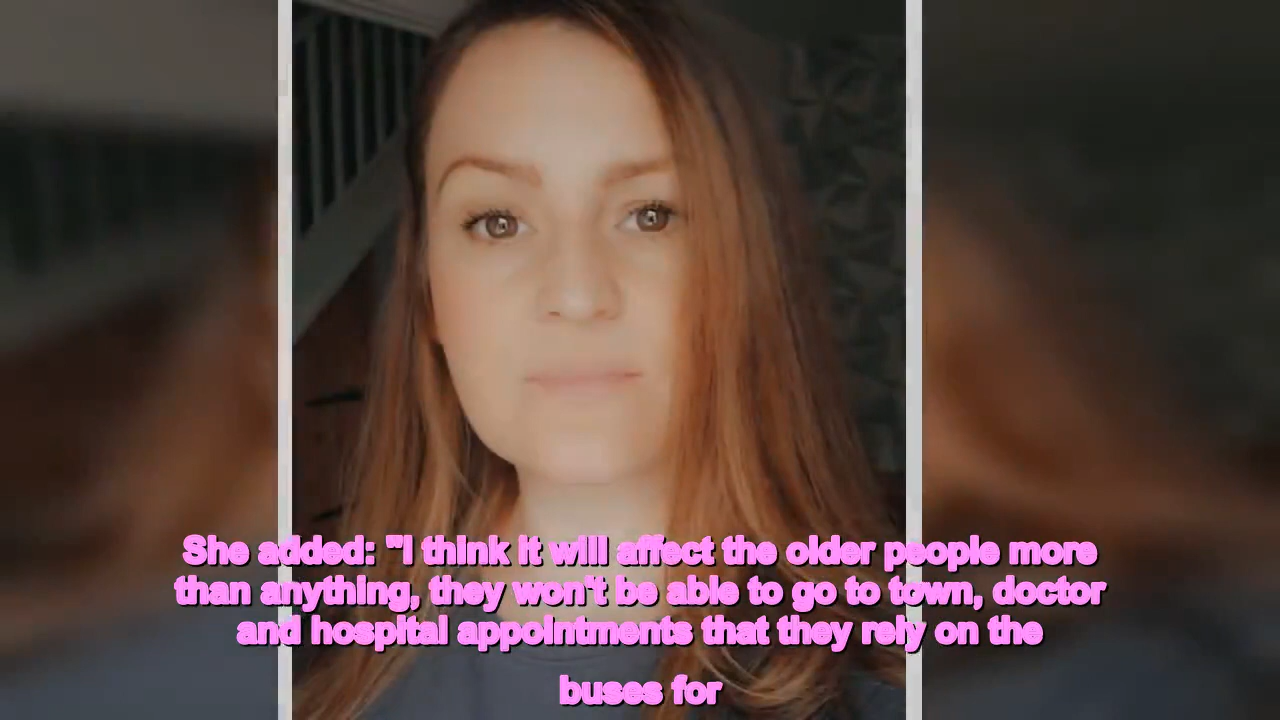 She added: "I think it will affect the older people more
than anything, they won't be able to go to town, doctor
and hospital appointments that they rely on the
buses for